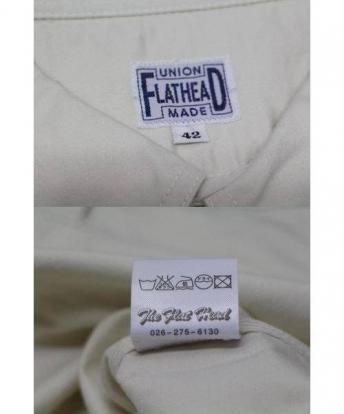 UNION
FLATHEAD
MADE
42
The Flat Head
026-275-6130